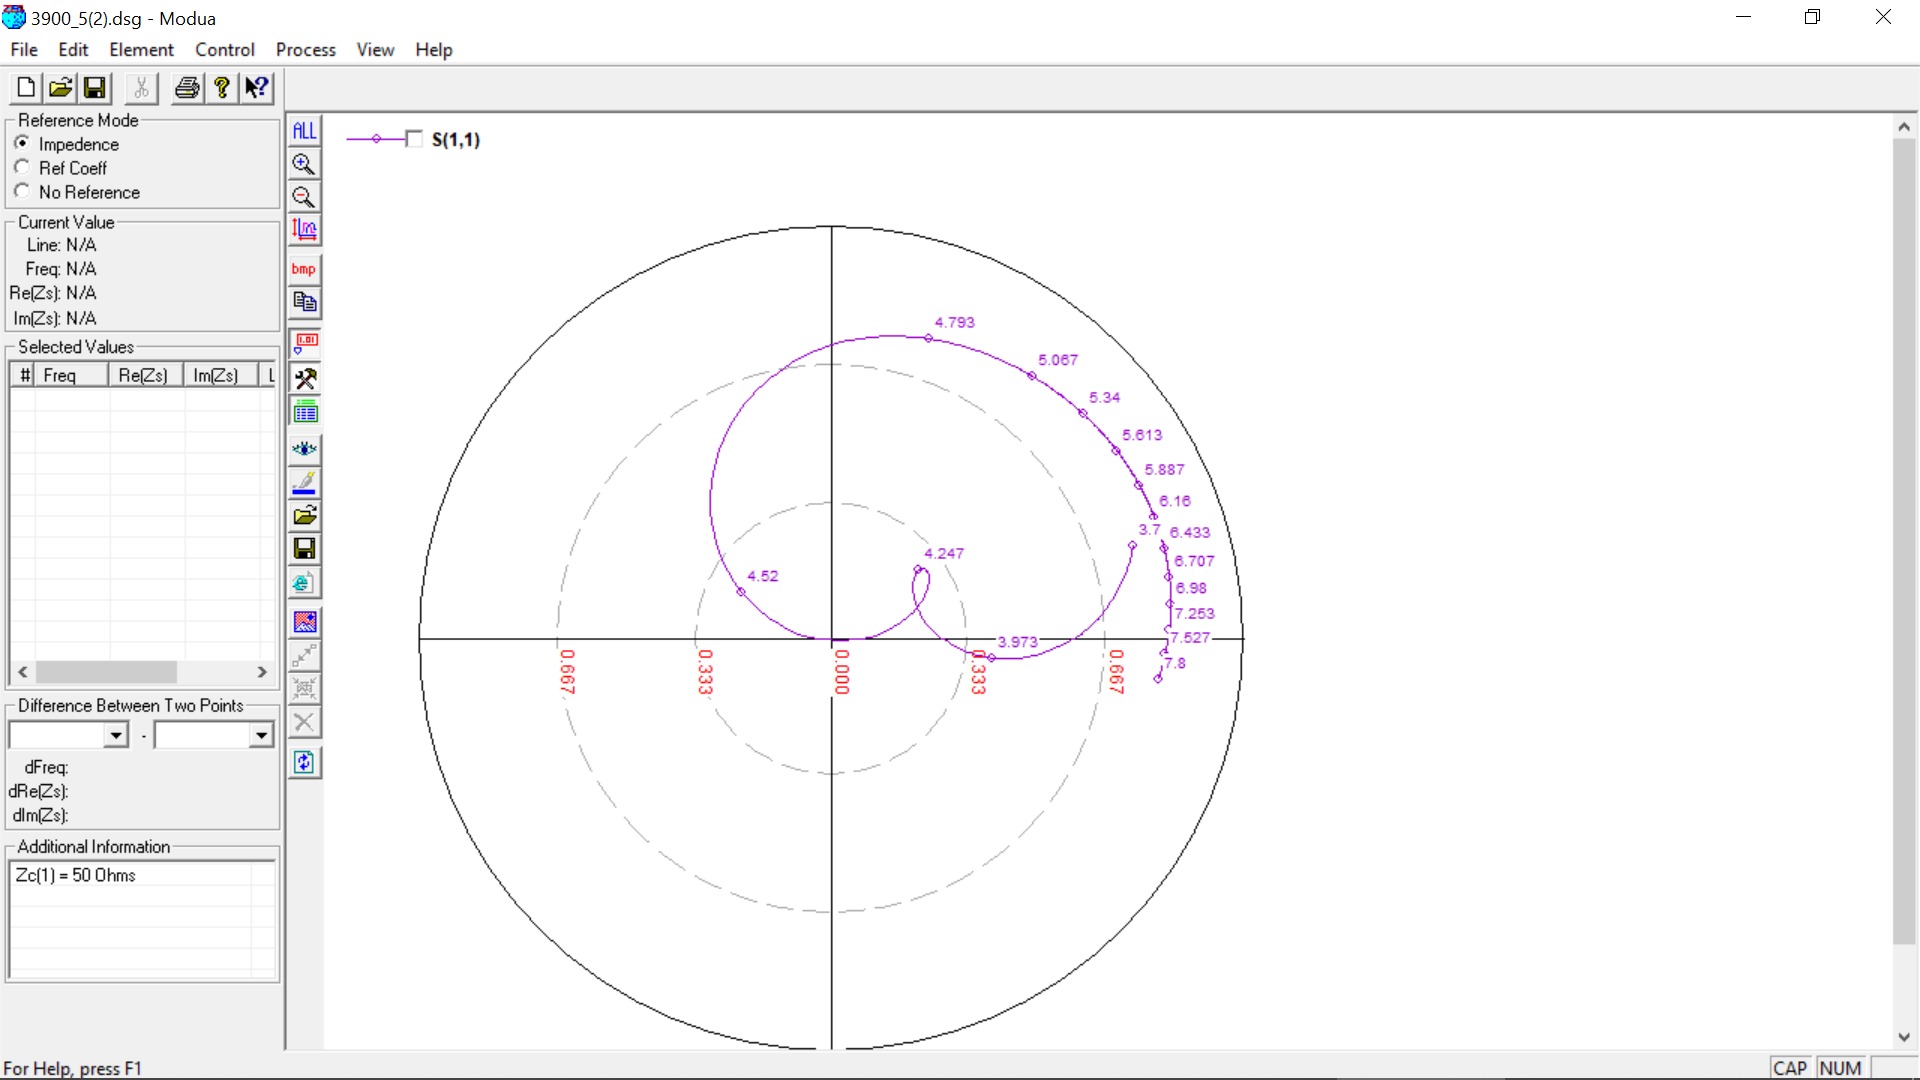 3900_5(2).dsg - Modua
File Edit Element Control Process View Help
Reference Mode
Impedence
Ref Coeff
No Reference
Current Value
Line: N/A
Freq: N/A
Re(Zs): N/A
Im(Zs): N/A
Selected Values
# Freq Re(Zs) Im(Zs) L
Difference Between Two Points
-
dFreq:
dRe(Zs):
dIm(Zs):
Additional Information
Zc(1) = 50 Ohms
ALL
bmp
1.01
S(1,1)
4.793
5.067
5.34
5.613
5.887
6.16
3.7 6.433
4.247
6.707
4.52
6.98
7.253
3.973 7.527
7.8
0.667 0.333 0.000 0.333 0.667
For Help, press F1
CAP NUM